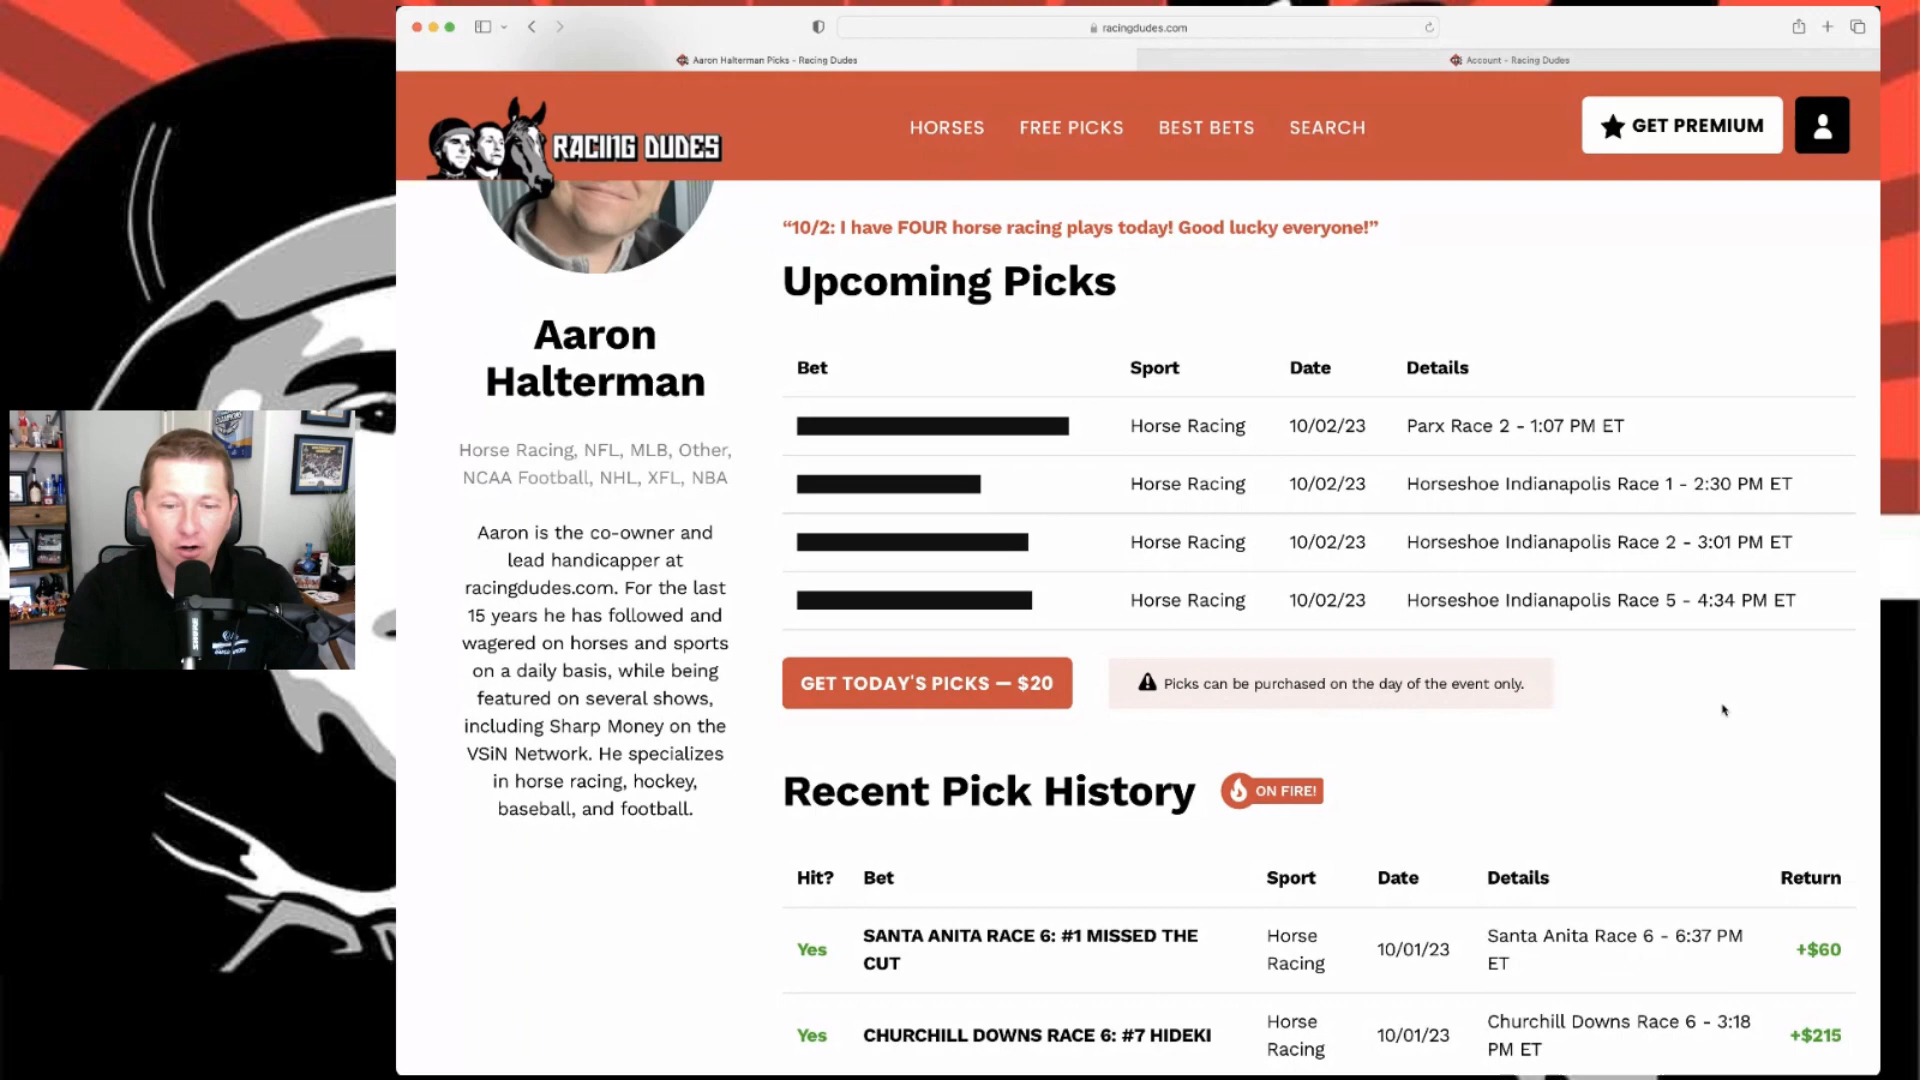 racingdudes.com
Aaron Halterman Picks - Racing Dudes
Account - Racing Dudes
RACING DUDES
HORSES
FREE PICKS
BEST BETS
SEARCH
GET PREMIUM
Aaron
Halterman
Horse Racing, NFL, MLB, Other,
NCAA Football, NHL, XFL, NBA
Aaron is the co-owner and
lead handicapper at
racingdudes.com. For the last
15 years he has followed and
wagered on horses and sports
on a daily basis, while being
featured on several shows,
including Sharp Money on the
VSiN Network. He specializes
in horse racing, hockey,
baseball, and football.
“10/2: I have FOUR horse racing plays today! Good lucky everyone!”
Upcoming Picks
Bet Sport Date Details
Horse Racing 10/02/23 Parx Race 2 - 1:07 PM ET
Horse Racing 10/02/23 Horseshoe Indianapolis Race 1 - 2:30 PM ET
Horse Racing 10/02/23 Horseshoe Indianapolis Race 2 - 3:01 PM ET
Horse Racing 10/02/23 Horseshoe Indianapolis Race 5 - 4:34 PM ET
GET TODAY'S PICKS — $20
Picks can be purchased on the day of the event only.
Recent Pick History
ON FIRE!
Hit? Bet Sport Date Details Return
Yes SANTA ANITA RACE 6: #1 MISSED THE
CUT
Horse
Racing
10/01/23
Santa Anita Race 6 - 6:37 PM
ET
+$60
Yes CHURCHILL DOWNS RACE 6: #7 HIDEKI
Horse
Racing
10/01/23
Churchill Downs Race 6 - 3:18
PM ET
+$215
SHURE